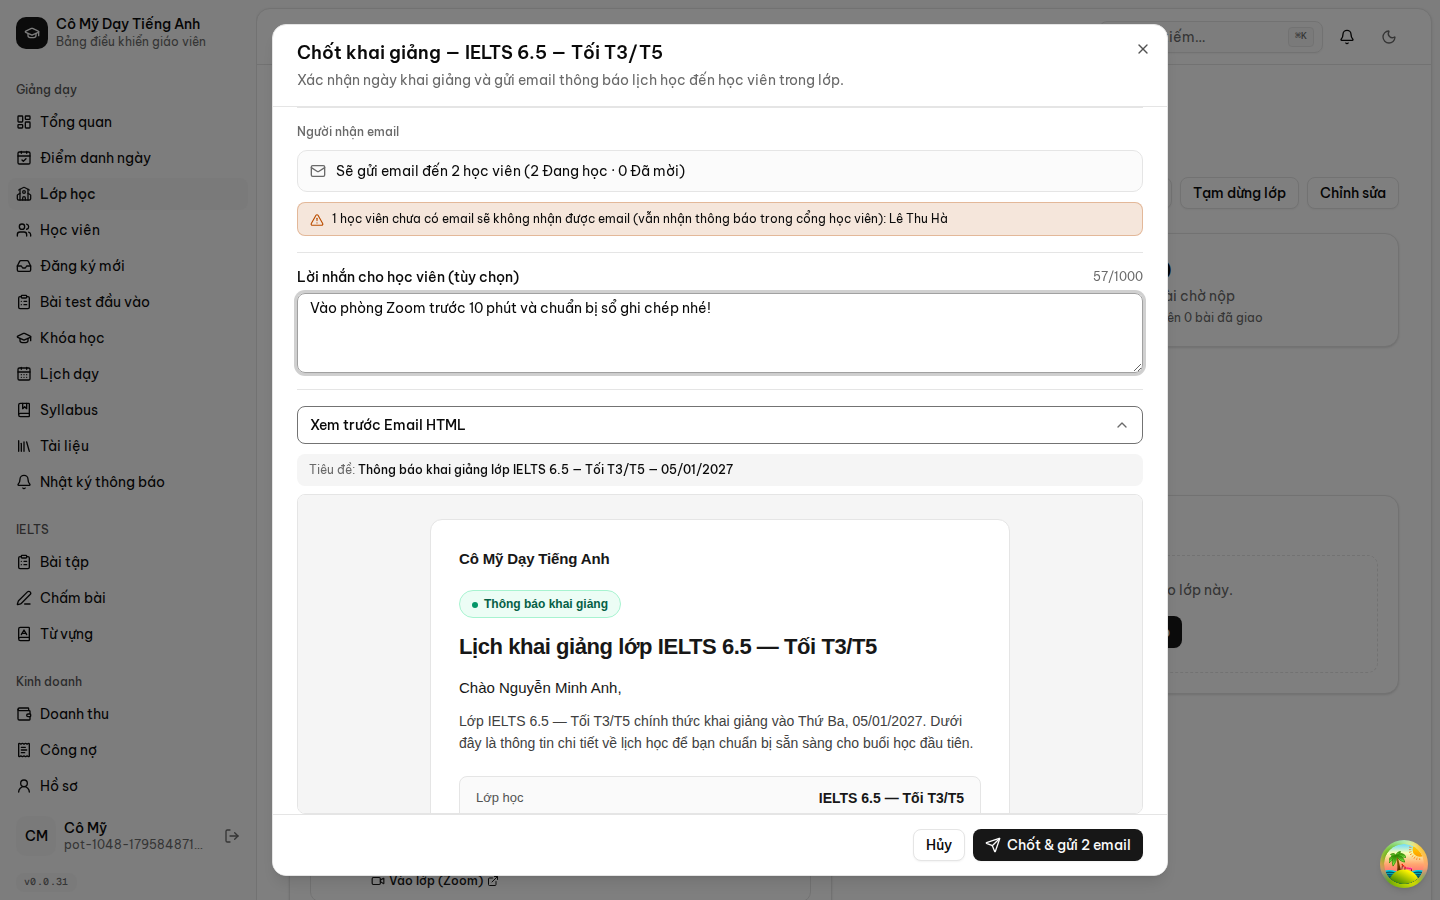 Cô Mỹ Dạy Tiếng Anh
Bảng điều khiển giáo viên
Giảng dạy
Tổng quan
Điểm danh ngày
Lớp học
Học viên
Đăng ký mới
Bài test đầu vào
Khóa học
Lịch dạy
Syllabus
Tài liệu
Nhật ký thông báo
IELTS
Bài tập
Chấm bài
Từ vựng
Kinh doanh
Doanh thu
Công nợ
Hồ sơ
CM
Cô Mỹ
pot-1048-179584871...
v0.0.31
Chốt khai giảng — IELTS 6.5 — Tối T3/T5
Xác nhận ngày khai giảng và gửi email thông báo lịch học đến học viên trong lớp.
Người nhận email
Sẽ gửi email đến 2 học viên (2 Đang học · 0 Đã mời)
1 học viên chưa có email sẽ không nhận được email (vẫn nhận thông báo trong cổng học viên): Lê Thu Hà
Lời nhắn cho học viên (tùy chọn)
57/1000
Vào phòng Zoom trước 10 phút và chuẩn bị sổ ghi chép nhé!
Xem trước Email HTML
Tiêu đề: Thông báo khai giảng lớp IELTS 6.5 — Tối T3/T5 — 05/01/2027
Cô Mỹ Dạy Tiếng Anh
Thông báo khai giảng
Lịch khai giảng lớp IELTS 6.5 — Tối T3/T5
Chào Nguyễn Minh Anh,
Lớp IELTS 6.5 — Tối T3/T5 chính thức khai giảng vào Thứ Ba, 05/01/2027. Dưới
đây là thông tin chi tiết về lịch học để bạn chuẩn bị sẵn sàng cho buổi học đầu tiên.
Lớp học
IELTS 6.5 — Tối T3/T5
Hủy
Chốt & gửi 2 email
iếm...
⌘K
Tạm dừng lớp
Chỉnh sửa
ài chờ nộp
ên 0 bài đã giao
o lớp này.
Vào lớp (Zoom)